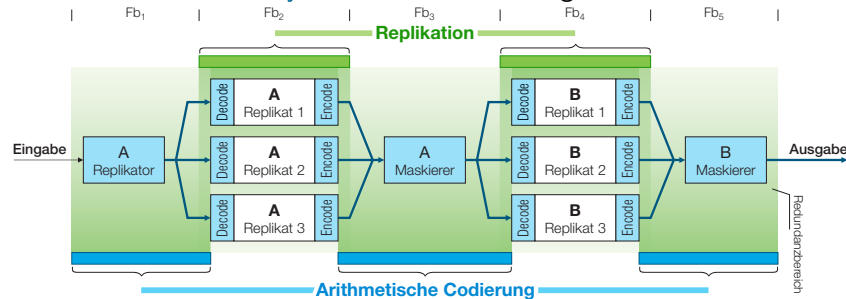 Fb1 Fb2 Fb3 Fb4 Fb5
Replikation
Decode A Replikat 1 Encode
Decode B Replikat 1 Encode
Eingabe
A Replikator
Decode A Replikat 2 Encode
A Maskierer
Decode B Replikat 2 Encode
B Maskierer
Ausgabe
Decode A Replikat 3 Encode
Decode B Replikat 3 Encode
Redundanzbereich
Arithmetische Codierung